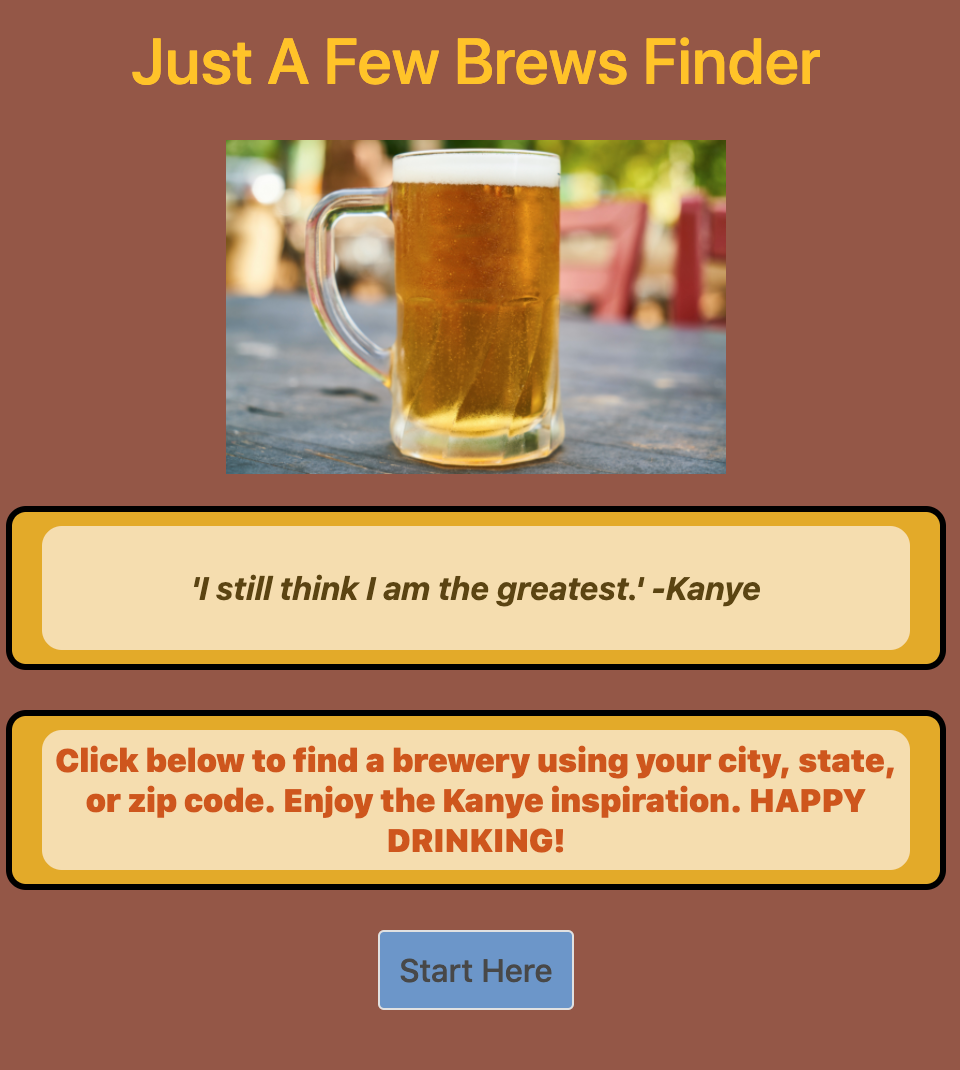 Just A Few Brews Finder
'I still think I am the greatest.' -Kanye
Click below to find a brewery using your city, state,
or zip code. Enjoy the Kanye inspiration. HAPPY
DRINKING!
Start Here